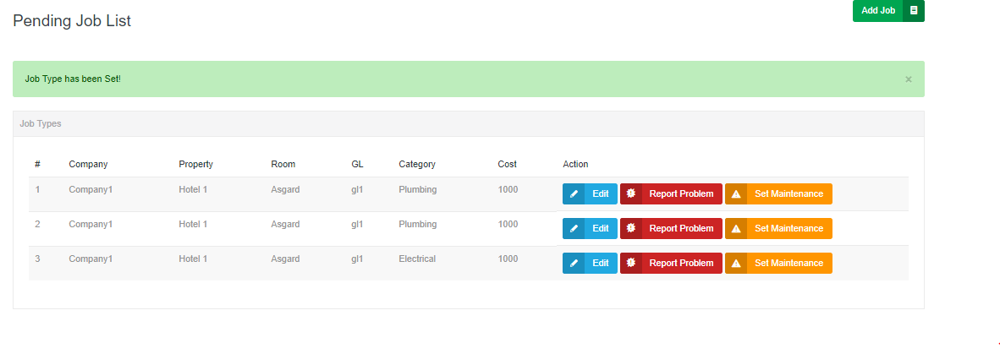 Pending Job List
Add Job
Job Type has been Set!
×
Job Types
# Company Property Room GL Category Cost Action
1 Company1 Hotel 1 Asgard gl1 Plumbing 1000 Edit Report Problem Set Maintenance
2 Company1 Hotel 1 Asgard gl1 Plumbing 1000 Edit Report Problem Set Maintenance
3 Company1 Hotel 1 Asgard gl1 Electrical 1000 Edit Report Problem Set Maintenance